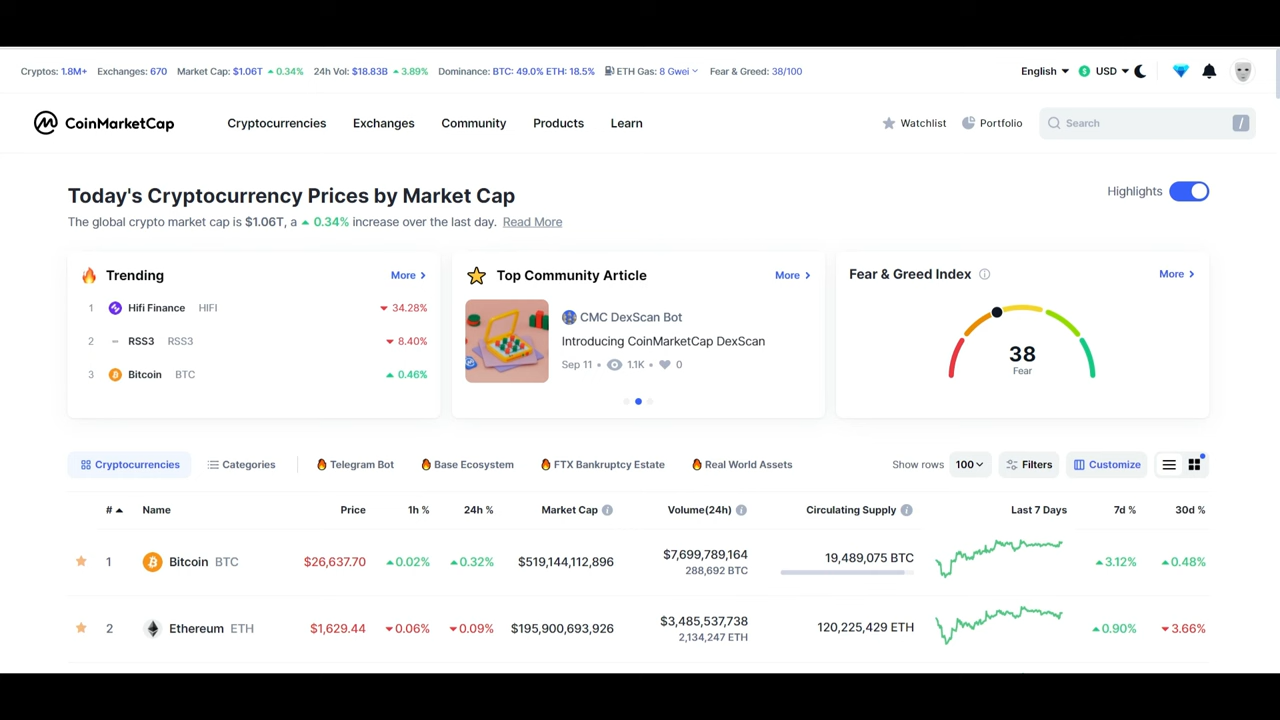 Cryptos: 1.8M+ Exchanges: 670 Market Cap: $1.06T 0.34% 24h Vol: $18.83B 3.89% Dominance: BTC: 49.0% ETH: 18.5% ETH Gas: 8 Gwei Fear & Greed: 38/100 English USD
CoinMarketCap Cryptocurrencies Exchanges Community Products Learn Watchlist Portfolio Search /
Today's Cryptocurrency Prices by Market Cap Highlights
The global crypto market cap is $1.06T, a 0.34% increase over the last day. Read More
Trending More
1 Hifi Finance HIFI 34.28%
2 RSS3 RSS3 8.40%
3 Bitcoin BTC 0.46%
Top Community Article More
CMC DexScan Bot
Introducing CoinMarketCap DexScan
Sep 11 • 1.1K • 0
Fear & Greed Index More
38
Fear
Cryptocurrencies Categories Telegram Bot Base Ecosystem FTX Bankruptcy Estate Real World Assets Show rows 100 Filters Customize
# Name Price 1h % 24h % Market Cap Volume(24h) Circulating Supply Last 7 Days 7d % 30d %
1 Bitcoin BTC $26,637.70 0.02% 0.32% $519,144,112,896 $7,699,789,164 19,489,075 BTC 3.12% 0.48%
288,692 BTC
2 Ethereum ETH $1,629.44 0.06% 0.09% $195,900,693,926 $3,485,537,738 120,225,429 ETH 0.90% 3.66%
2,134,247 ETH